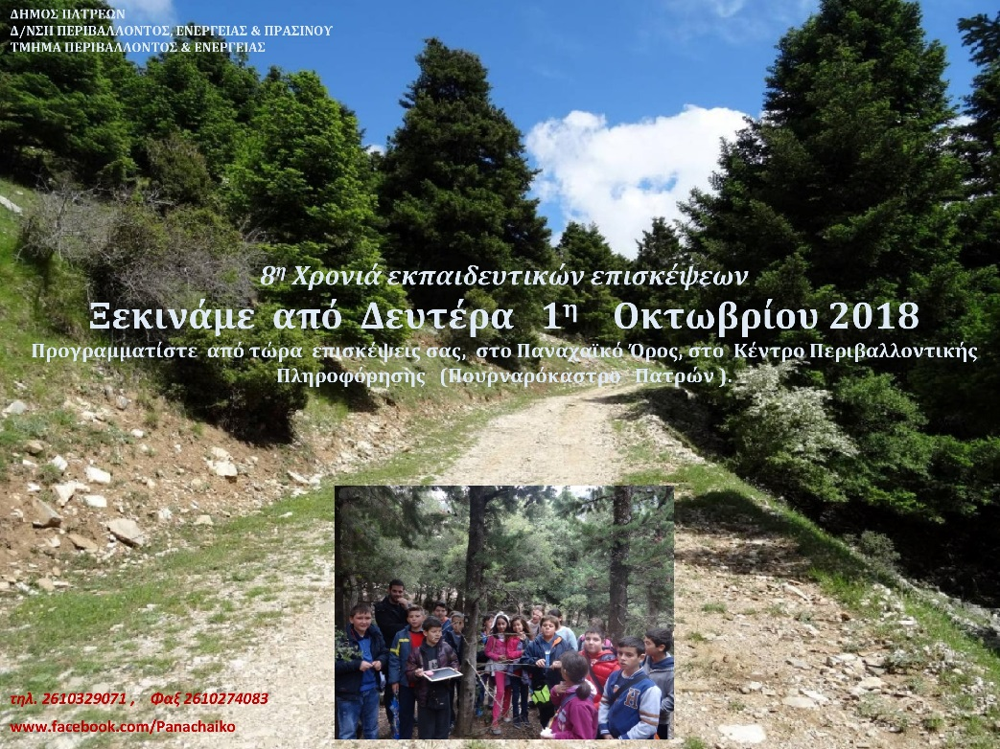 ΔΗΜΟΣ ΠΑΤΡΕΩΝ
Δ/ΝΣΗ ΠΕΡΙΒΑΛΛΟΝΤΟΣ, ΕΝΕΡΓΕΙΑΣ & ΠΡΑΣΙΝΟΥ
ΤΜΗΜΑ ΠΕΡΙΒΑΛΛΟΝΤΟΣ & ΕΝΕΡΓΕΙΑΣ
8η Χρονιά εκπαιδευτικών επισκέψεων
Ξεκινάμε από Δευτέρα 1η Οκτωβρίου 2018
Προγραμματίστε από τώρα επισκέψεις σας, στο Παναχαϊκό Όρος, στο Κέντρο Περιβαλλοντικής
Πληροφόρησης (Πουρναρόκαστρο Πατρών ).
τηλ. 2610329071 , Φαξ 2610274083
www.facebook.com/Panachaiko